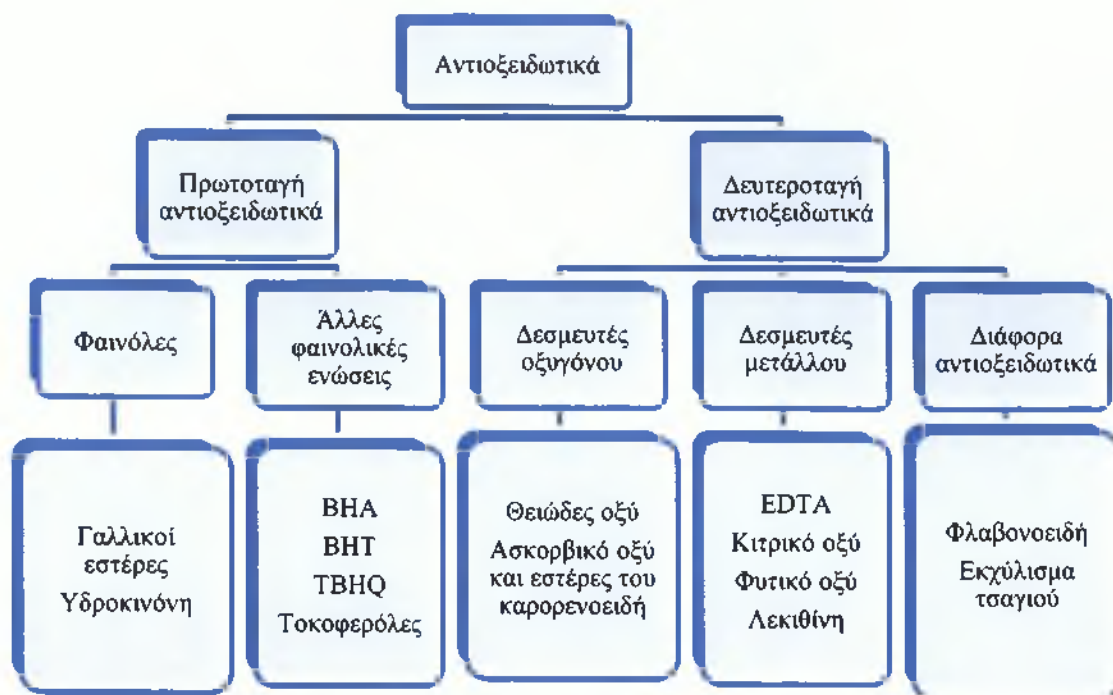 Αντιοξειδωτικά
Πρωτοταγή
αντιοξειδωτικά
Δευτεροταγή
αντιοξειδωτικά
Φαινόλες
Άλλες
φαινολικές
ενώσεις
Δεσμευτές
οξυγόνου
Δεσμευτές
μετάλλου
Διάφορα
αντιοξειδωτικά
Γαλλικοί
εστέρες
Υδροκινόνη
BHA
BHT
TBHQ
Τοκοφερόλες
Θειώδες οξύ
Ασκορβικό οξύ
και εστέρες του
καρορενοειδή
EDTA
Κιτρικό οξύ
Φυτικό οξύ
Λεκιθίνη
Φλαβονοειδή
Εκχύλισμα
τσαγιού